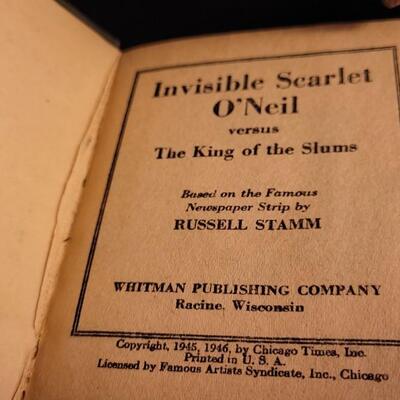 Invisible Scarlet
O'Neil
versus
The King of the Slums
Based on the Famous
Newspaper Strip by
RUSSELL STAMM
WHITMAN PUBLISHING COMPANY
Racine, Wisconsin
Copyright, 1945, 1946, by Chicago Times, Inc.
Printed in U. S. A.
Licensed by Famous Artists Syndicate, Inc., Chicago